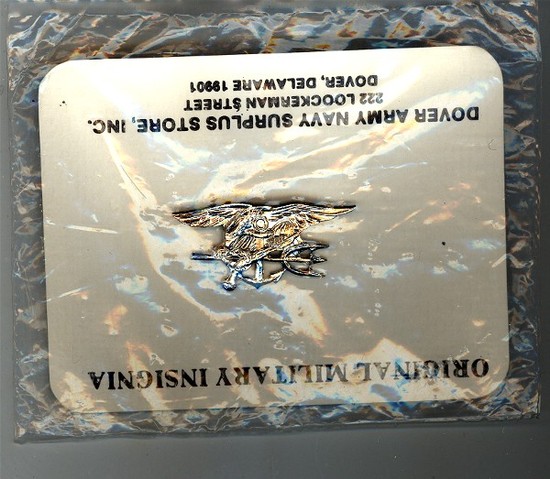 ORIGINAL MILITARY INSIGNIA
DOVER ARMY NAVY SURPLUS STORE, INC.
222 LOOCKERMAN STREET
DOVER, DELAWARE 19901